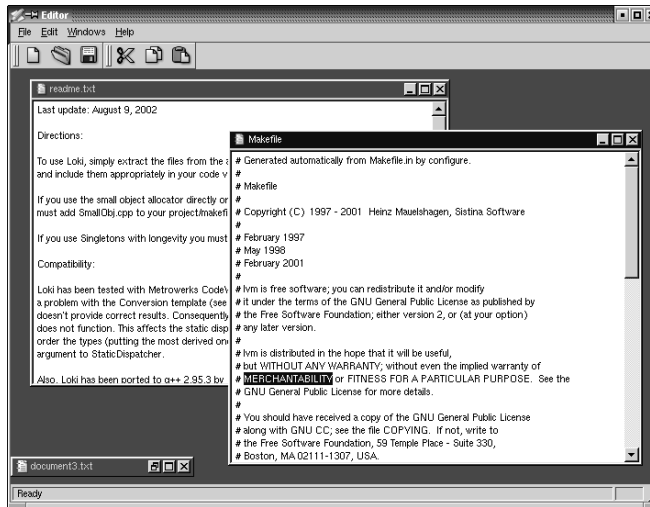 Editor
File Edit Windows Help
readme.txt
Last update: August 9, 2002
Directions:
To use Loki, simply extract the files from the
and include them appropriately in your code
If you use the small object allocator directly or
must add SmallObj.cpp to your project/makefi
If you use Singletons with longevity you must
Compatibility:
Loki has been tested with Metrowerks Code
a problem with the Conversion template (see
doesn't provide correct results. Consequently
does not function. This affects the static disp
order the types (putting the most derived one
argument to StaticDispatcher.
Also, Loki has been ported to g++ 2.95.3 by
Makefile
# Generated automatically from Makefile.in by configure.
#
# Makefile
#
# Copyright (C) 1997 - 2001 Heinz Mauelshagen, Sistina Software
#
# February 1997
# May 1998
# February 2001
#
# lvm is free software; you can redistribute it and/or modify
# it under the terms of the GNU General Public License as published by
# the Free Software Foundation; either version 2, or (at your option)
# any later version.
#
# lvm is distributed in the hope that it will be useful,
# but WITHOUT ANY WARRANTY; without even the implied warranty of
# MERCHANTABILITY or FITNESS FOR A PARTICULAR PURPOSE. See the
# GNU General Public License for more details.
#
# You should have received a copy of the GNU General Public License
# along with GNU CC; see the file COPYING. If not, write to
# the Free Software Foundation, 59 Temple Place - Suite 330,
# Boston, MA 02111-1307, USA.
document3.txt
Ready